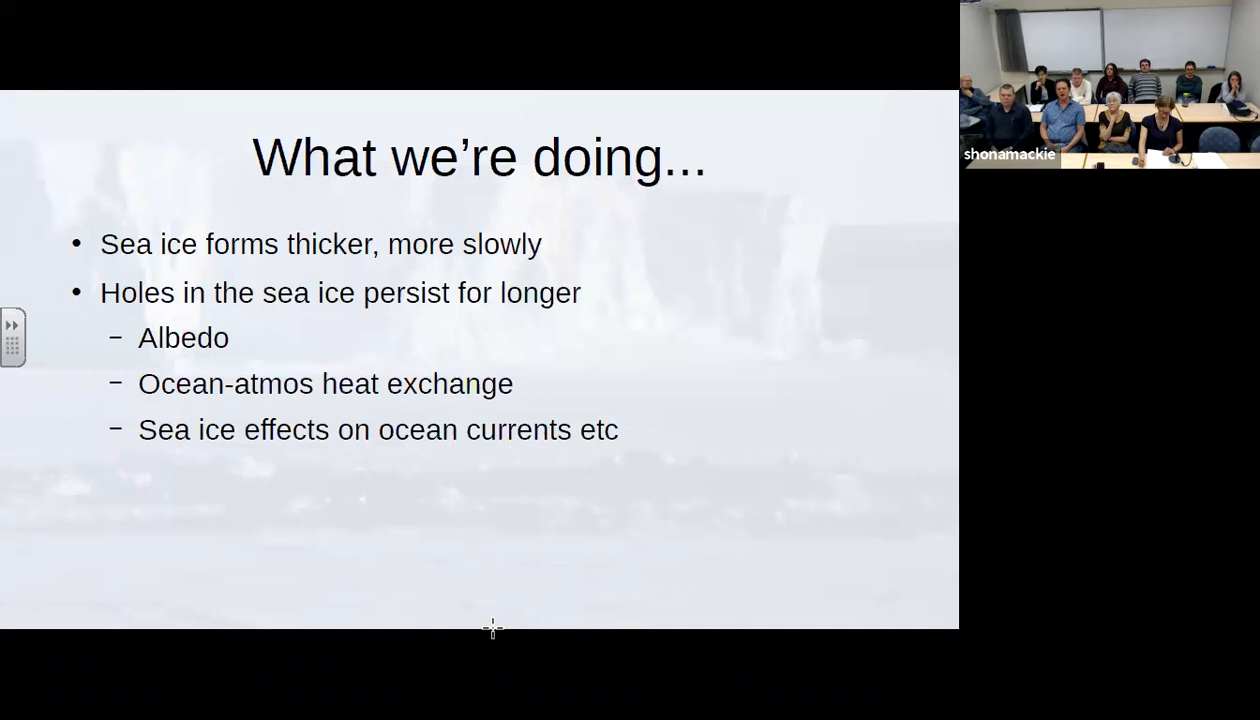 What we’re doing...
• Sea ice forms thicker, more slowly
• Holes in the sea ice persist for longer
– Albedo
– Ocean-atmos heat exchange
– Sea ice effects on ocean currents etc
shonamackie